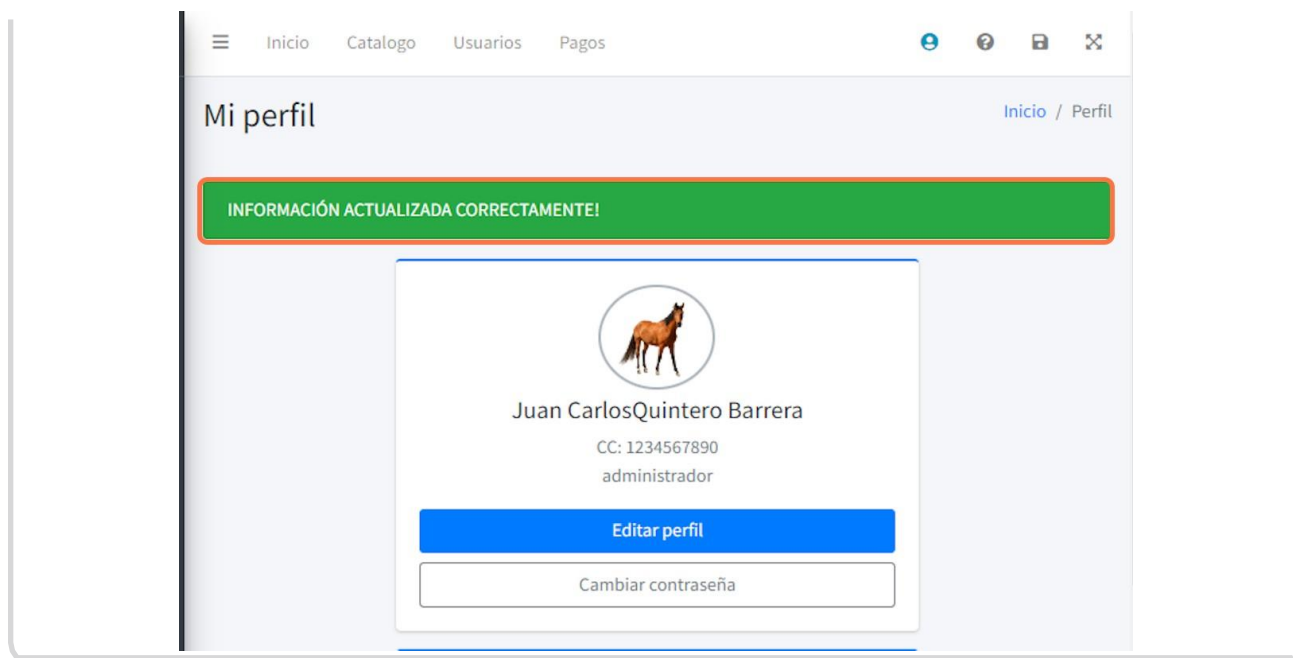 Inicio Catalogo Usuarios Pagos
Mi perfil
Inicio / Perfil
INFORMACIÓN ACTUALIZADA CORRECTAMENTE!
Juan CarlosQuintero Barrera
CC: 1234567890
administrador
Editar perfil
Cambiar contraseña